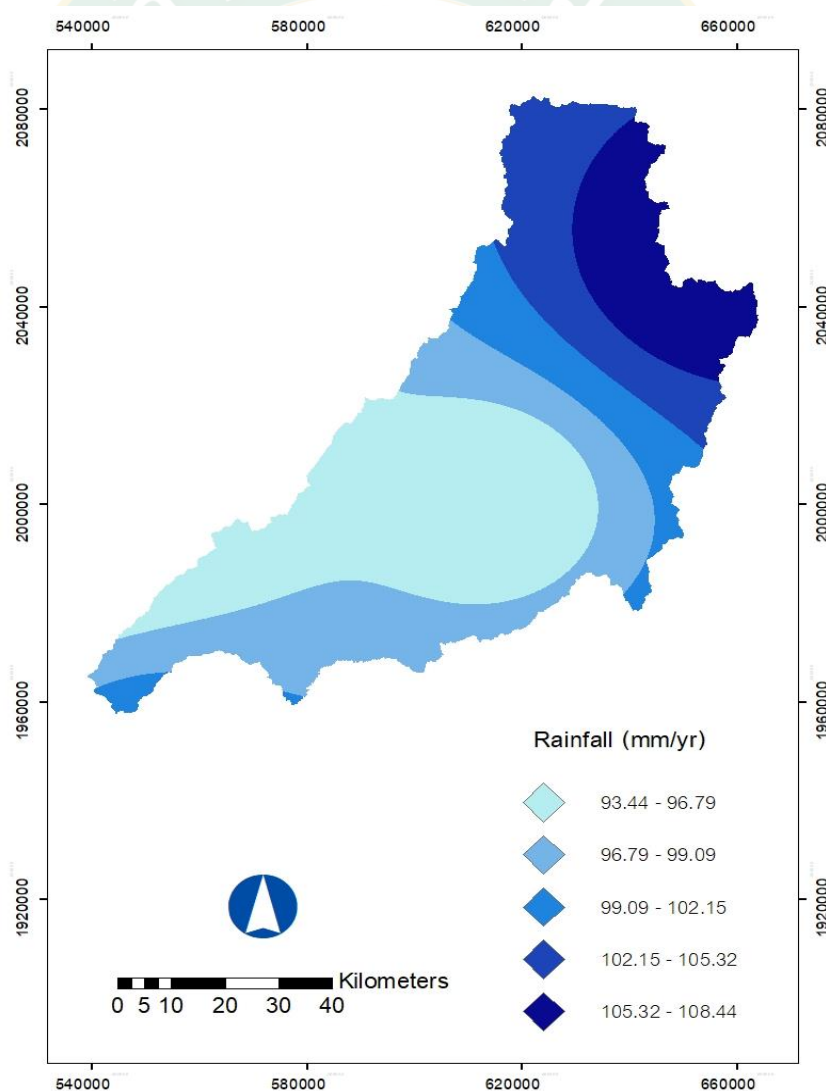 540000 580000 620000 660000
2080000 2080000
2040000 2040000
2000000 2000000
1960000 1960000
1920000 1920000
Rainfall (mm/yr)
93.44 - 96.79
96.79 - 99.09
99.09 - 102.15
102.15 - 105.32
105.32 - 108.44
Kilometers
0 5 10 20 30 40
540000 580000 620000 660000